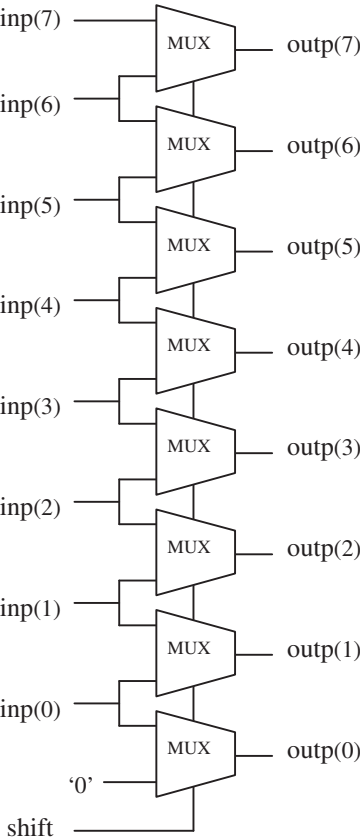 inp(7)
MUX
outp(7)
inp(6)
MUX
outp(6)
inp(5)
MUX
outp(5)
inp(4)
MUX
outp(4)
inp(3)
MUX
outp(3)
inp(2)
MUX
outp(2)
inp(1)
MUX
outp(1)
inp(0)
MUX
outp(0)
‘0’
shift